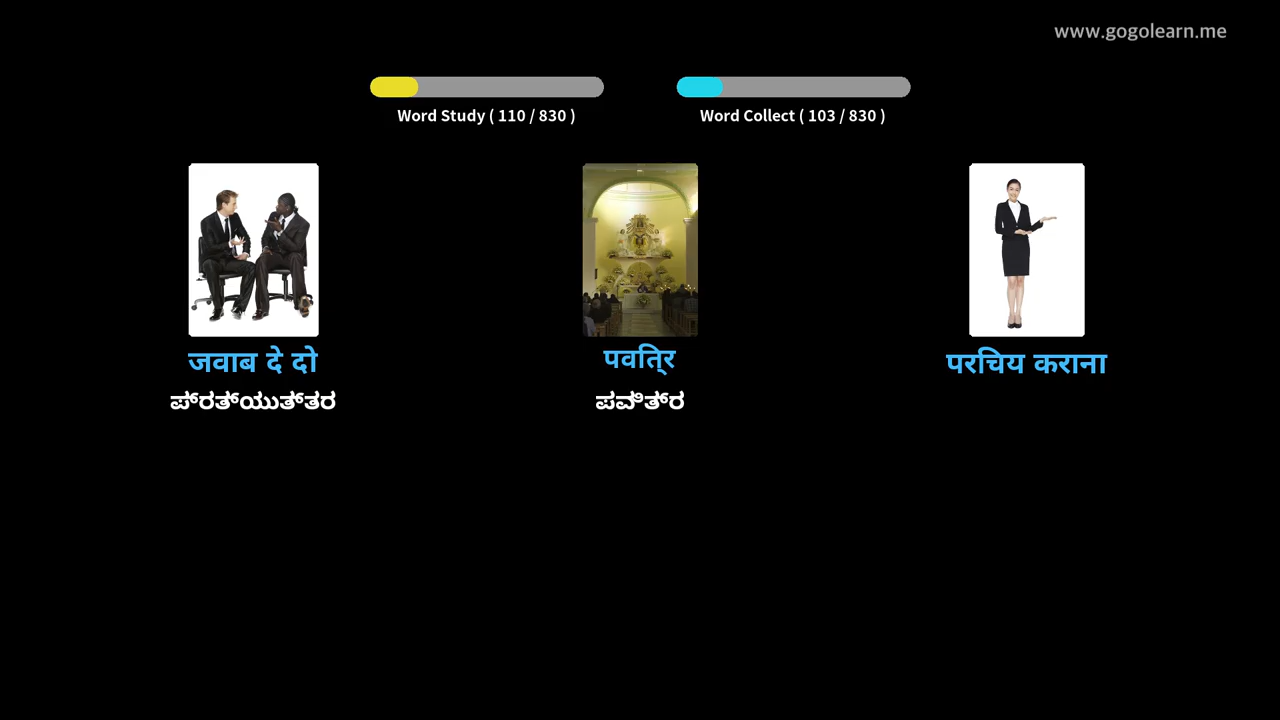 www.gogolearn.me
Word Study ( 110 / 830 )
Word Collect ( 103 / 830 )
जवाब दे दो
पवित्र
परिचय कराना
ಪ್ರತ್ಯುತ್ತರ
ಪವಿತ್ರ